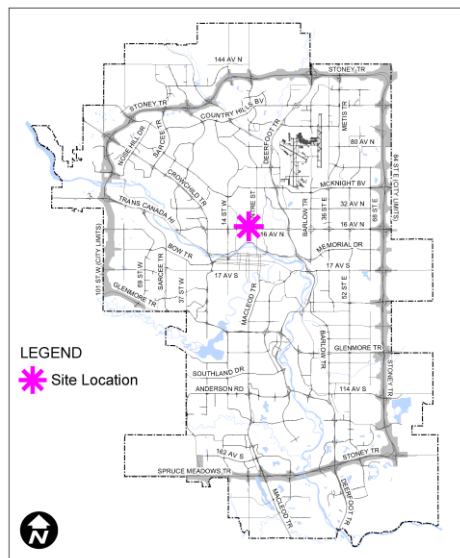 144 AV N
STONEY TR
STONEY TR
COUNTRY HILLS BV
METIS TR
SARCEE TR
NOSE HILL DR
DEERFOOT TR
80 AV N
CROWCHILD TR
MCKNIGHT BV
84 ST E (CITY LIMITS)
TRANS CANADA HI
14 ST W
CENTRE ST
BARLOW TR
36 ST E
32 AV N
68 ST E
16 AV N
16 AV N
101 ST W (CITY LIMITS)
BOW TR
MEMORIAL DR
69 ST W
SARCEE TR
37 ST W
17 AV S
17 AV S
MACLEOD TR
52 ST E
GLENMORE TR
BARLOW TR
GLENMORE TR
LEGEND
Site Location
SOUTHLAND DR
ANDERSON RD
114 AV S
STONEY TR
162 AV S
STONEY TR
SPRUCE MEADOWS TR
MACLEOD TR
DEERFOOT TR
N